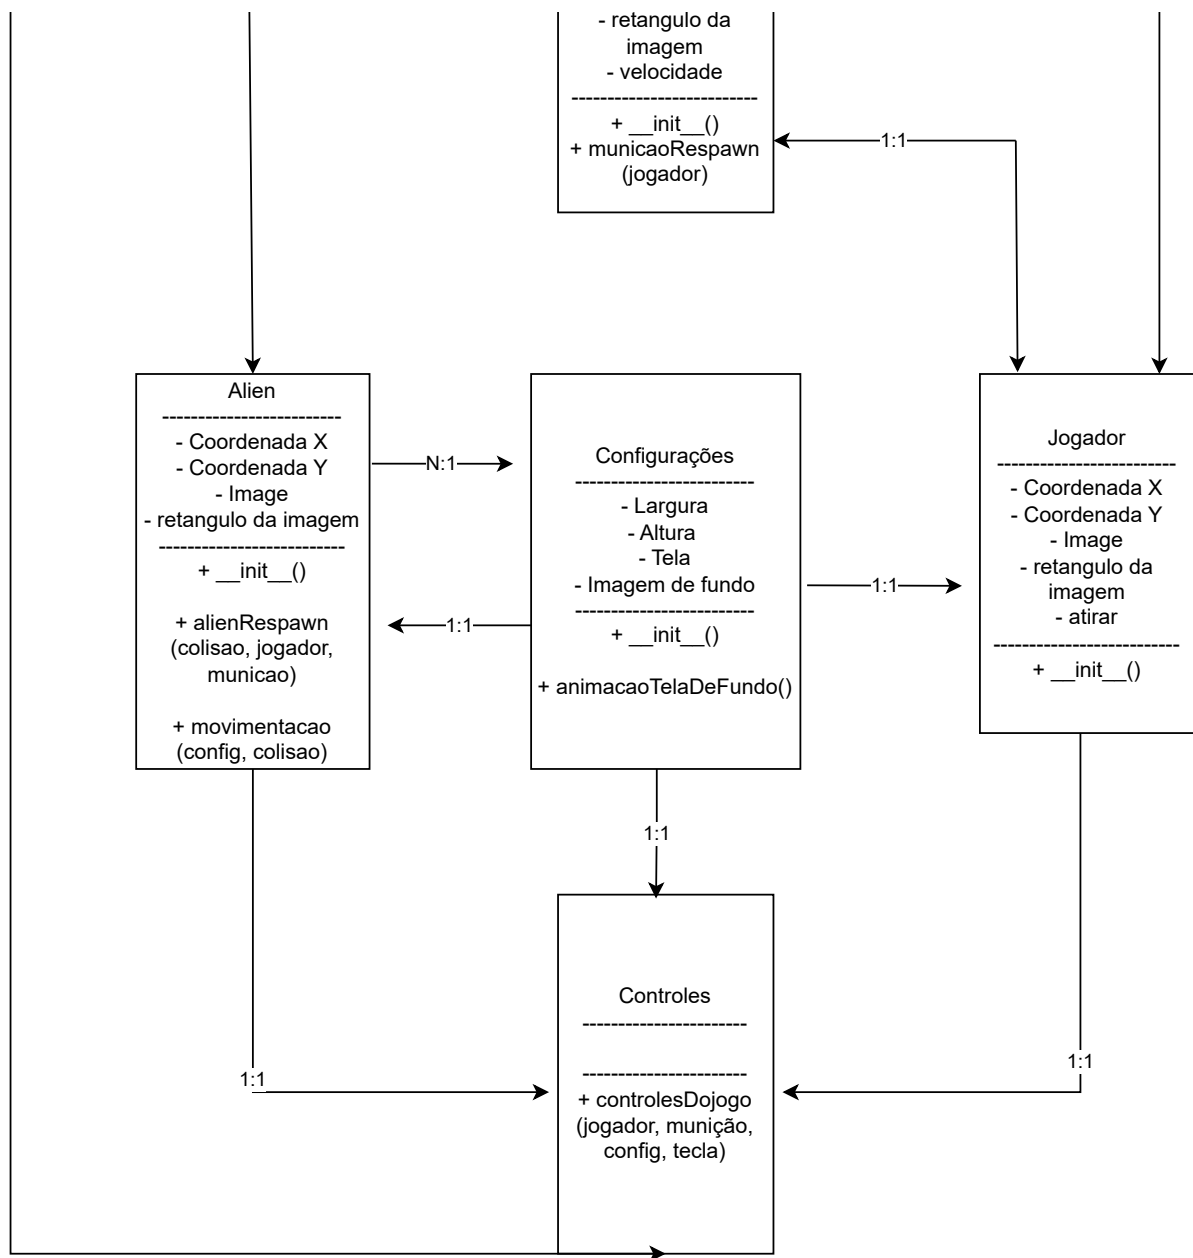 - retangulo da
imagem
- velocidade
--------------------------
+ __init__()
+ municaoRespawn
(jogador)
1:1
Alien
-------------------------
- Coordenada X
- Coordenada Y
- Image
- retangulo da imagem
--------------------------
+ __init__()
+ alienRespawn
(colisao, jogador,
municao)
+ movimentacao
(config, colisao)
N:1
1:1
Configurações
-------------------------
- Largura
- Altura
- Tela
- Imagem de fundo
-------------------------
+ __init__()
+ animacaoTelaDeFundo()
1:1
Jogador
-------------------------
- Coordenada X
- Coordenada Y
- Image
- retangulo da
imagem
- atirar
--------------------------
+ __init__()
1:1
Controles
-----------------------
-----------------------
+ controlesDojogo
(jogador, munição,
config, tecla)
1:1
1:1